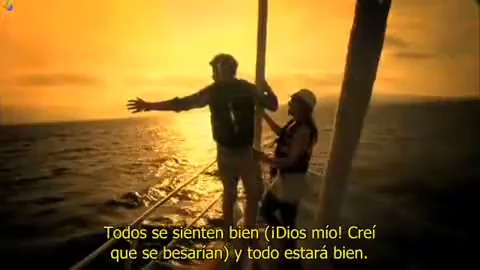 Todos se sienten bien (¡Dios mío! Creí
que se besarían) y todo estará bien.